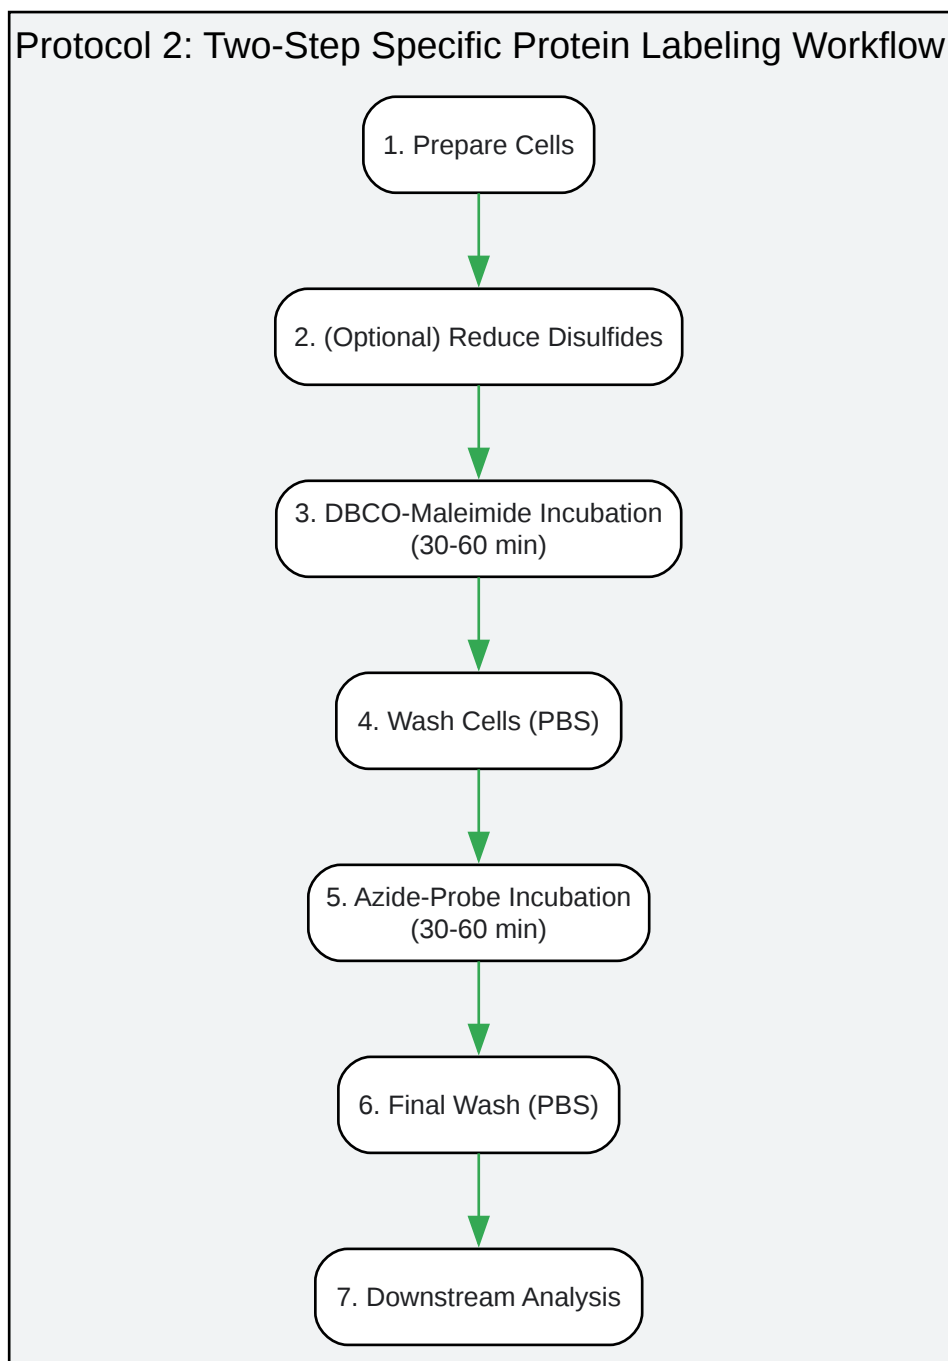 Protocol 2: Two-Step Specific Protein Labeling Workflow
1. Prepare Cells
2. (Optional) Reduce Disulfides
3. DBCO-Maleimide Incubation
(30-60 min)
4. Wash Cells (PBS)
5. Azide-Probe Incubation
(30-60 min)
6. Final Wash (PBS)
7. Downstream Analysis